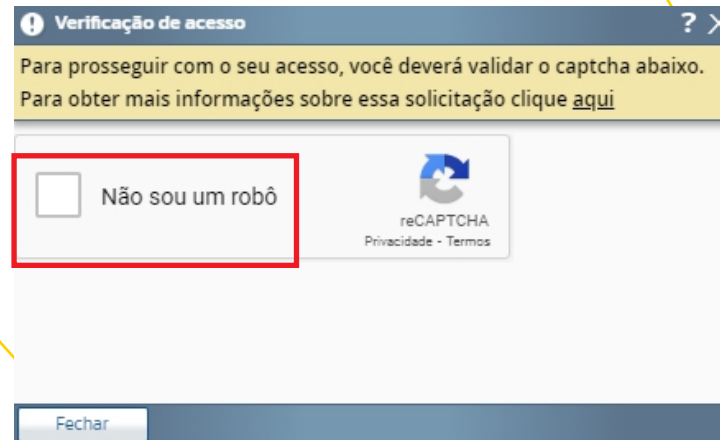 Verificação de acesso
?
Para prosseguir com o seu acesso, você deverá validar o captcha abaixo.
Para obter mais informações sobre essa solicitação clique aqui
Não sou um robô
reCAPTCHA
Privacidade - Termos
Fechar